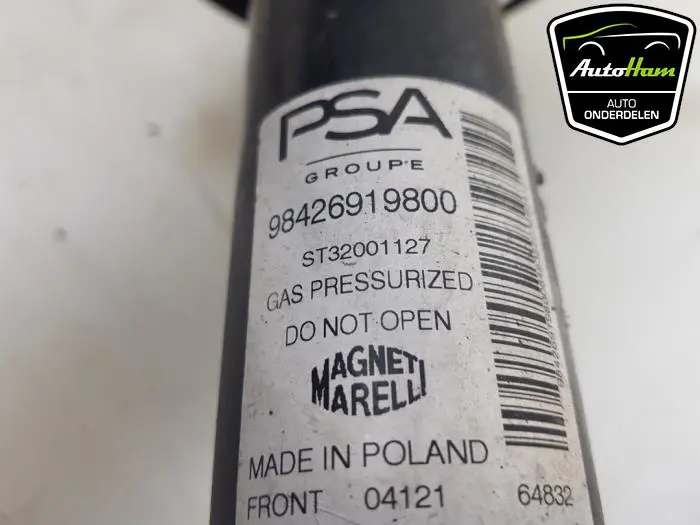 PSA
GROUPE
98426919800
ST32001127
GAS PRESSURIZED
DO NOT OPEN
MAGNETI
MARELLI
MADE IN POLAND
FRONT 04121 64832
AutoHam
AUTO
ONDERDELEN